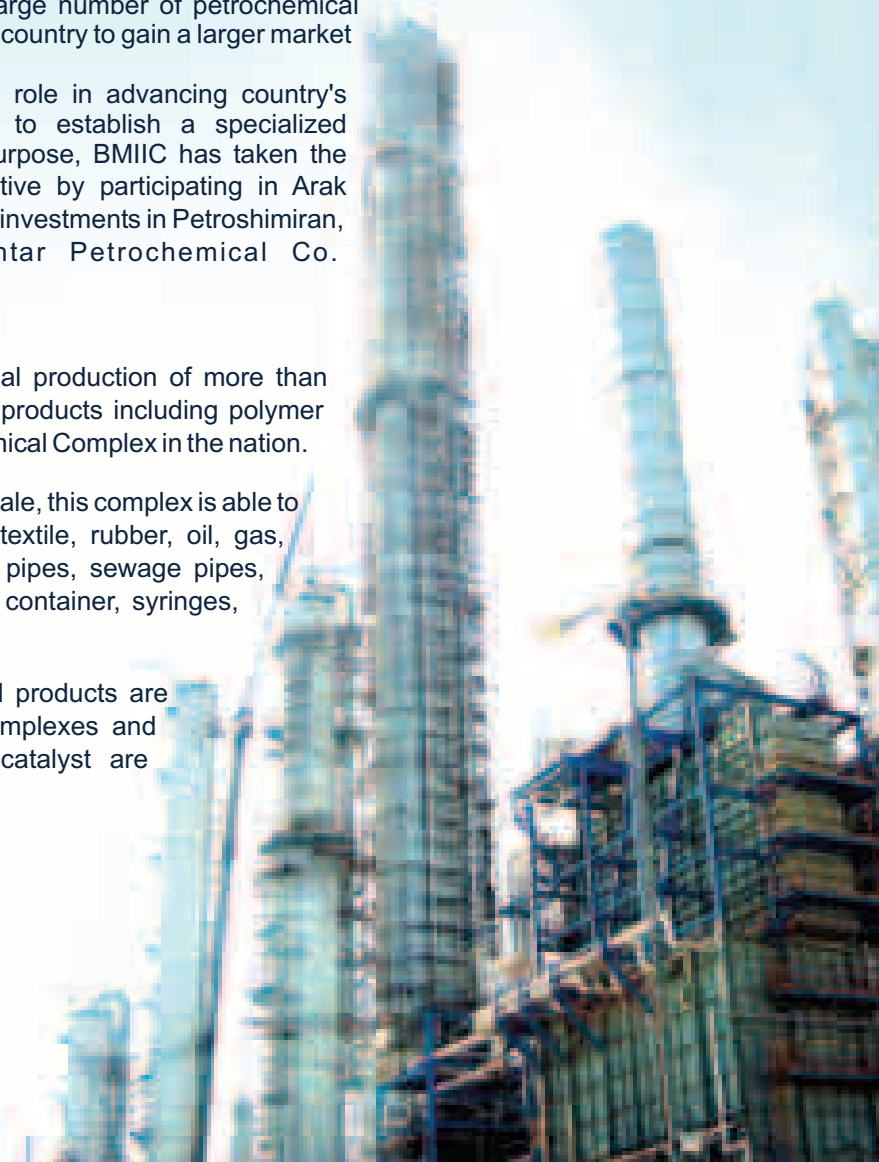 arge number of petrochemical
country to gain a larger market
role in advancing country's
to establish a specialized
urpose, BMIIC has taken the
tive by participating in Arak
investments in Petroshimiran,
ntar Petrochemical Co.
al production of more than
products including polymer
nical Complex in the nation.
ale, this complex is able to
textile, rubber, oil, gas,
pipes, sewage pipes,
container, syringes,
l products are
mplexes and
catalyst are